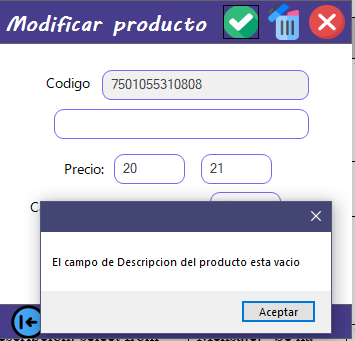 Modificar producto
Codigo 7501055310808
Precio: 20 21
El campo de Descripcion del producto esta vacio
Aceptar